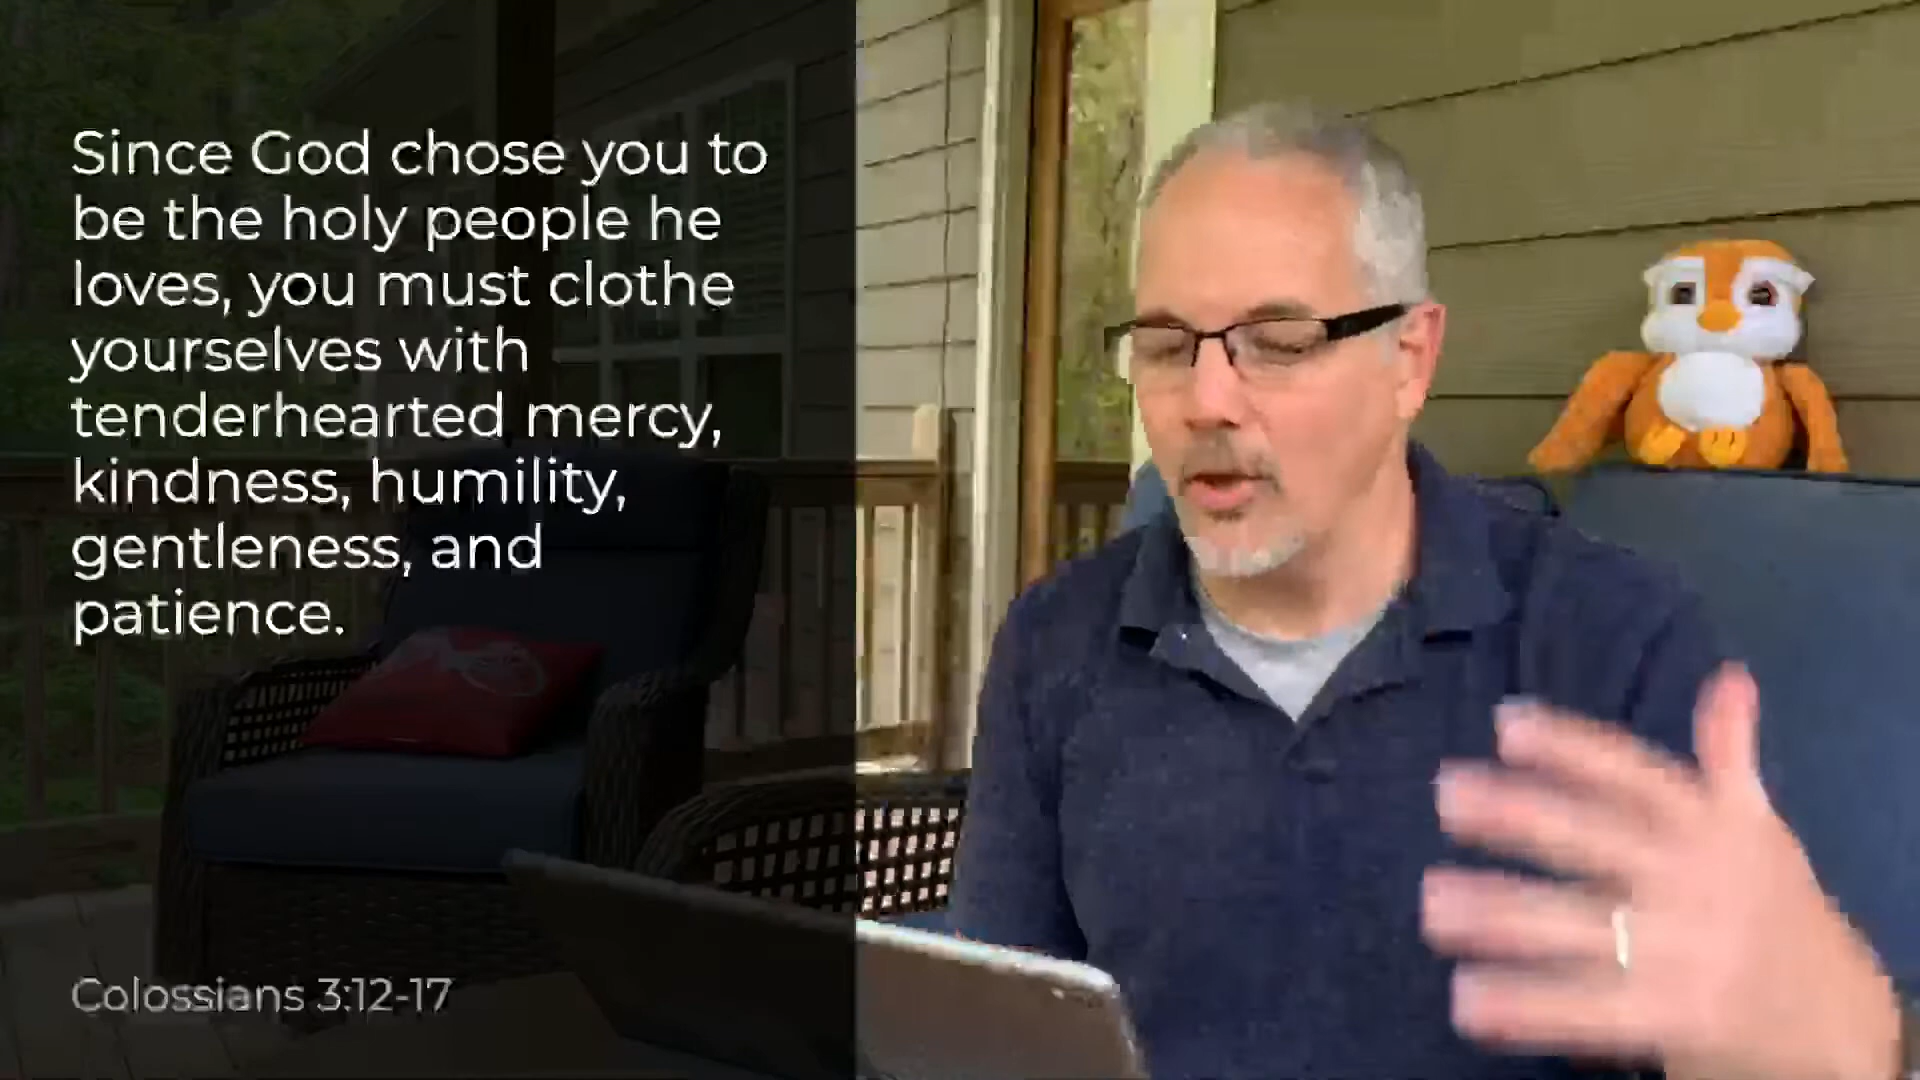 Since God chose you to
be the holy people he
loves, you must clothe
yourselves with
tenderhearted mercy,
kindness, humility,
gentleness, and
patience.
Colossians 3:12-17